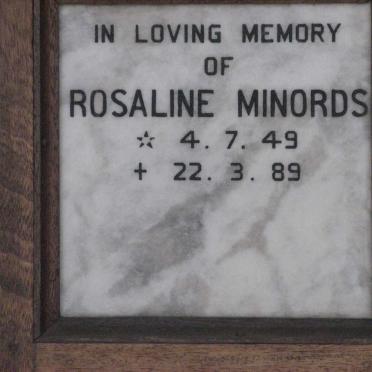 IN LOVING MEMORY
OF
ROSALINE MINORDS
☆ 4. 7. 49
+ 22. 3. 89